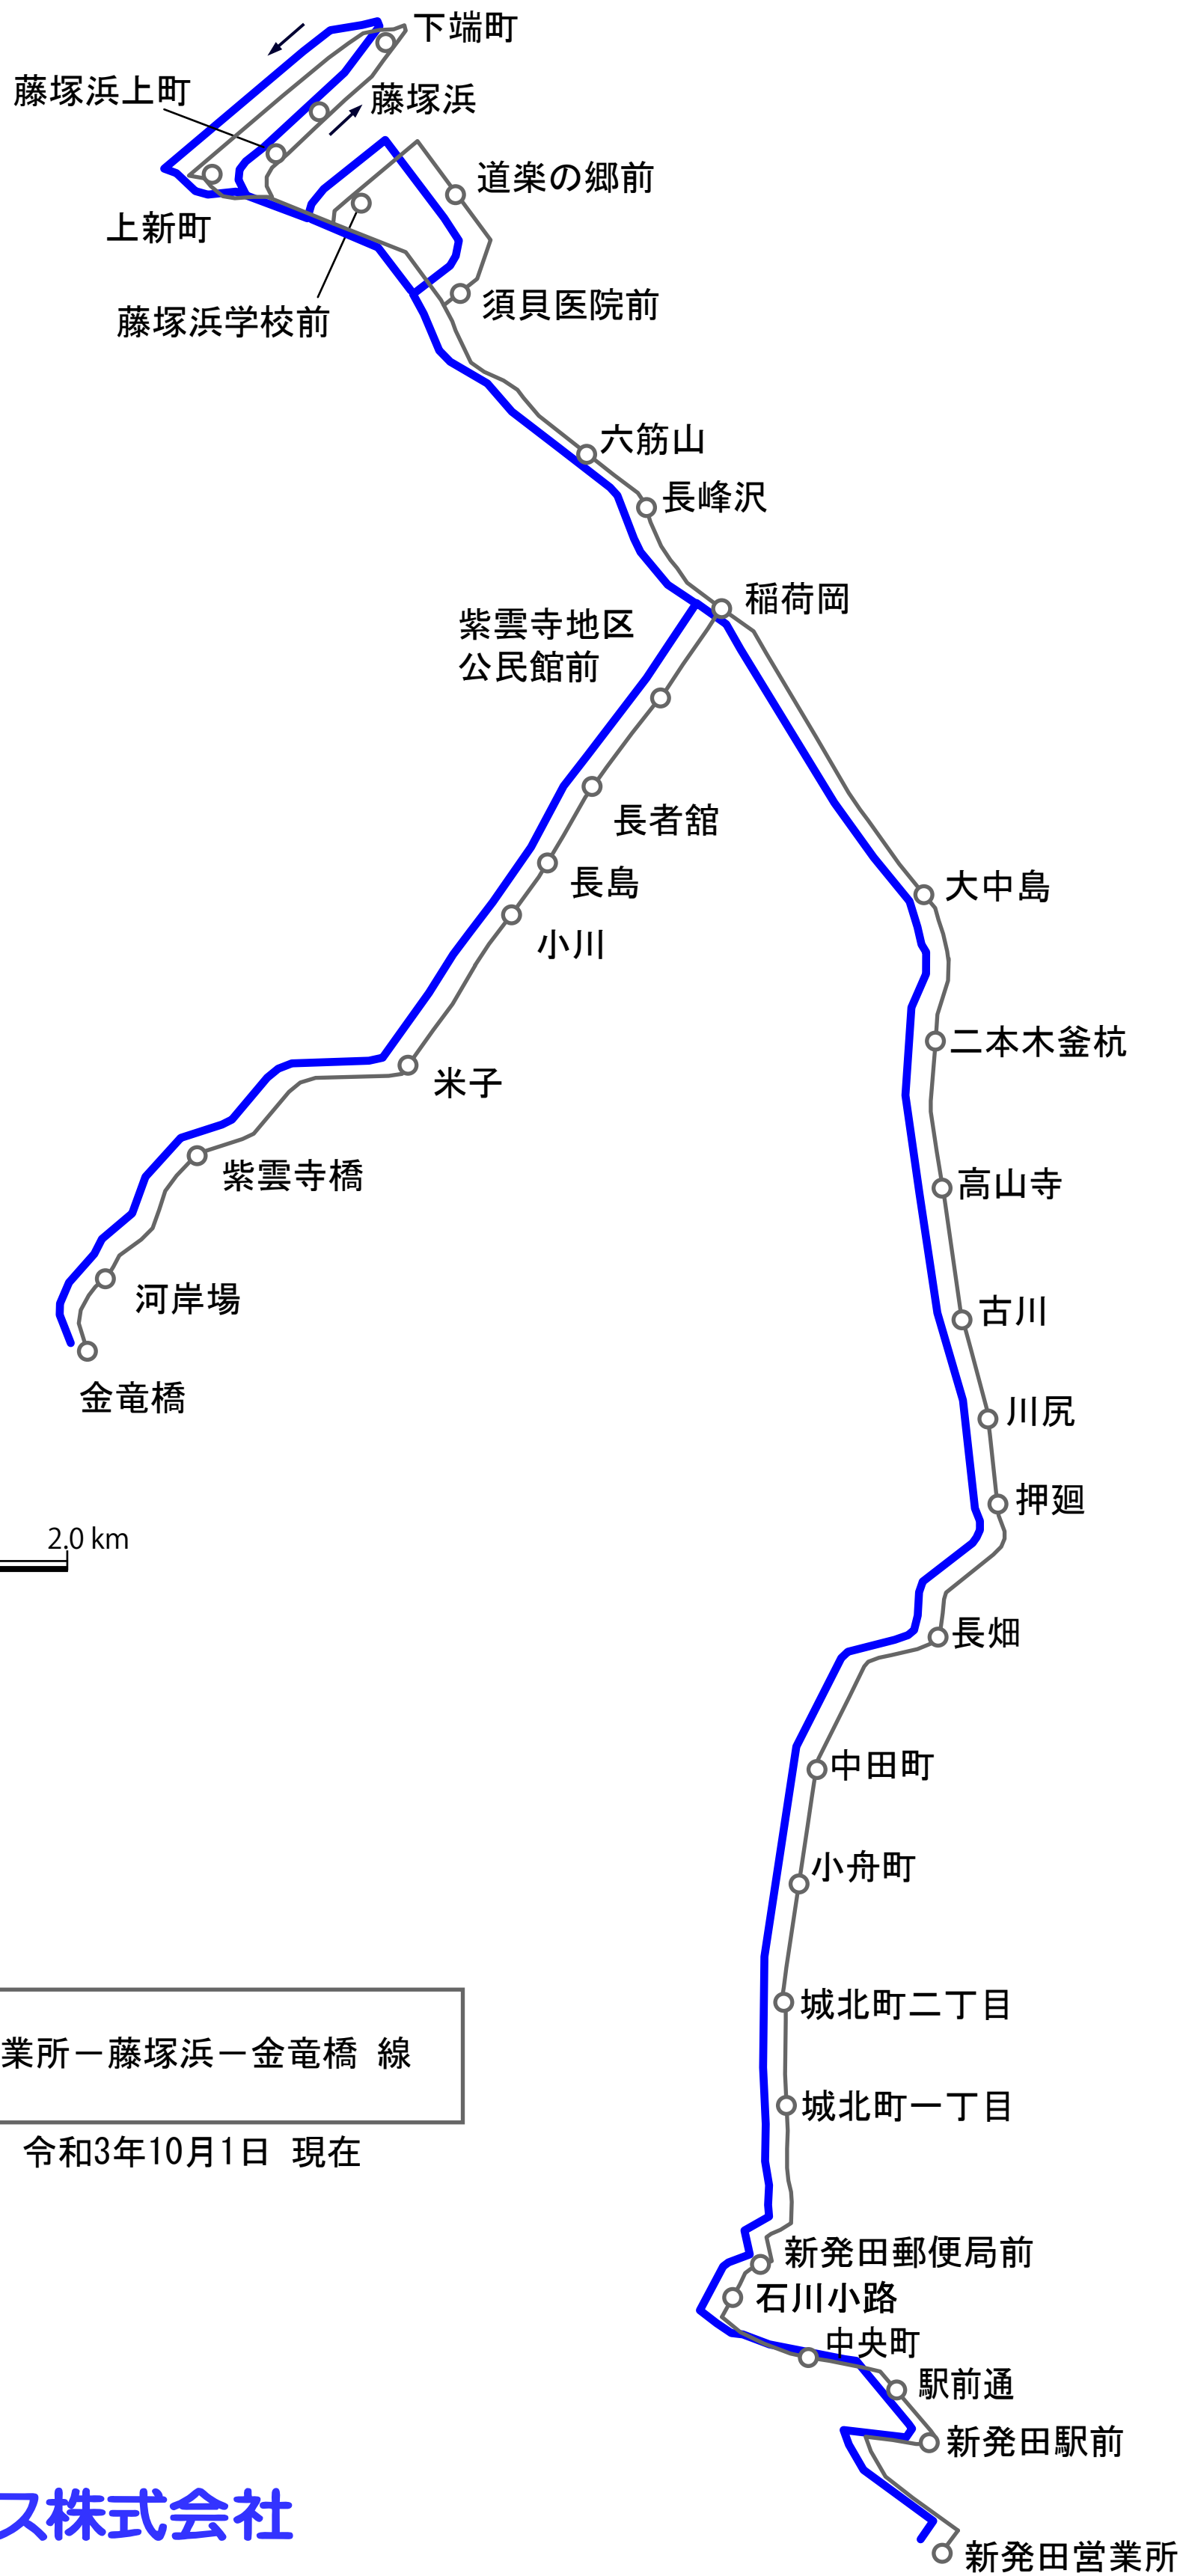 下端町
藤塚浜上町
藤塚浜
道楽の郷前
上新町
須貝医院前
藤塚浜学校前
六筋山
長峰沢
稲荷岡
紫雲寺地区
公民館前
長者舘
大中島
長島
小川
二本木釜杭
米子
紫雲寺橋
高山寺
河岸場
古川
金竜橋
川尻
押廻
2.0 km
長畑
中田町
小舟町
城北町二丁目
業所－藤塚浜－金竜橋 線
城北町一丁目
令和3年10月1日 現在
新発田郵便局前
石川小路
中央町
駅前通
新発田駅前
ス株式会社
新発田営業所